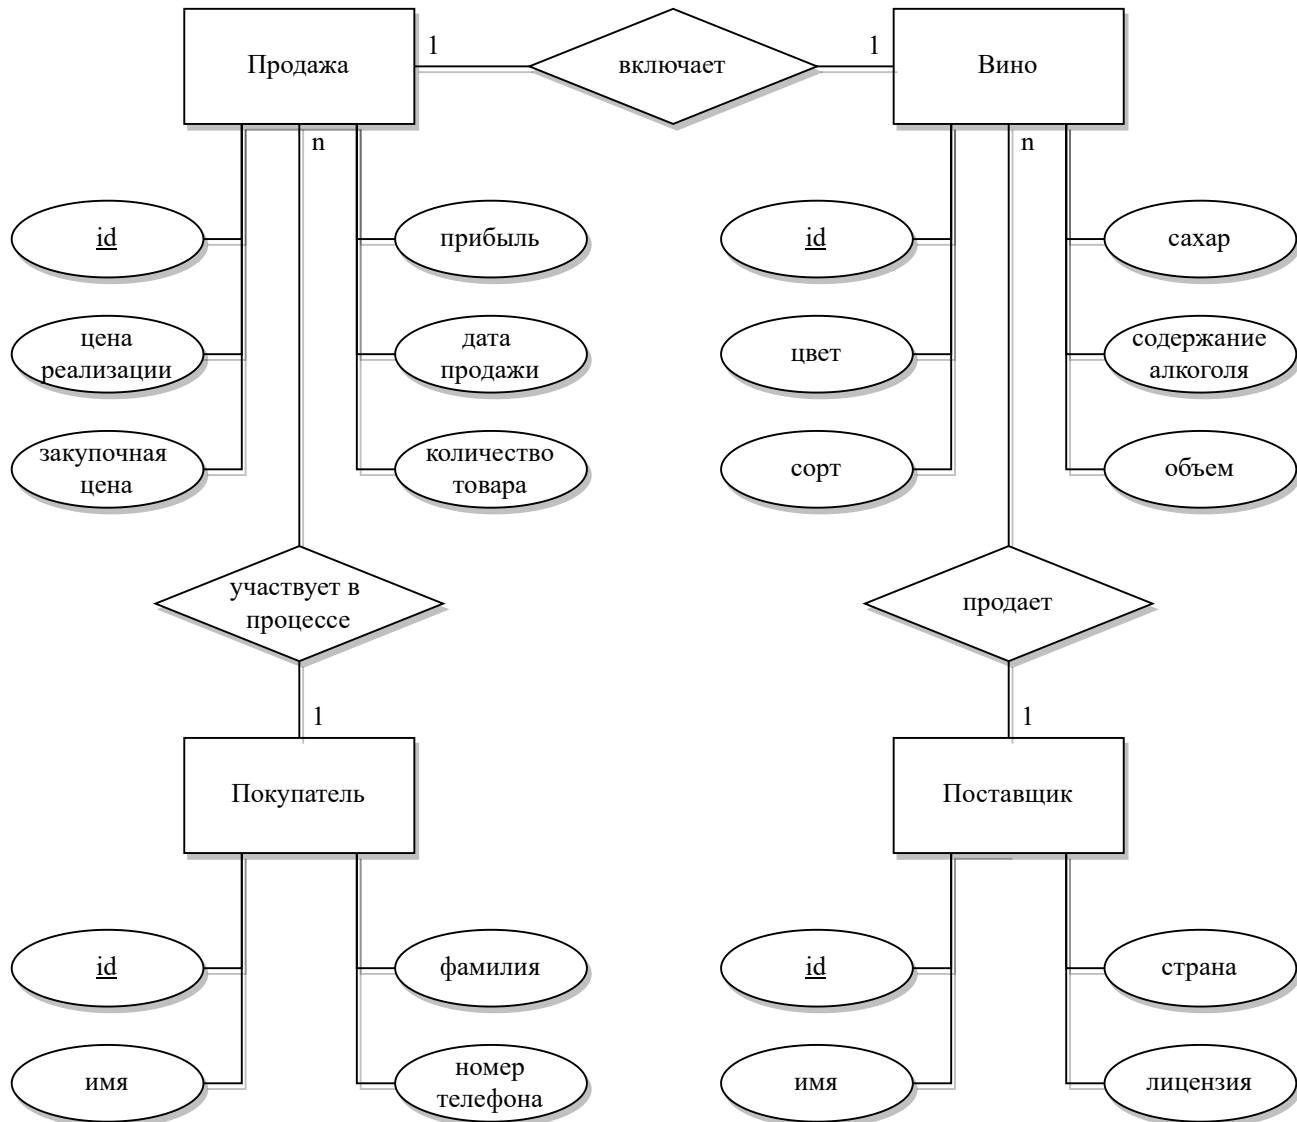 Продажа
1
включает
1
Вино
n
n
id
прибыль
id
сахар
цена
реализации
дата
продажи
цвет
содержание
алкоголя
закупочная
цена
количество
товара
сорт
объем
участвует в
процессе
продает
1
1
Покупатель
Поставщик
id
фамилия
id
страна
имя
номер
телефона
имя
лицензия